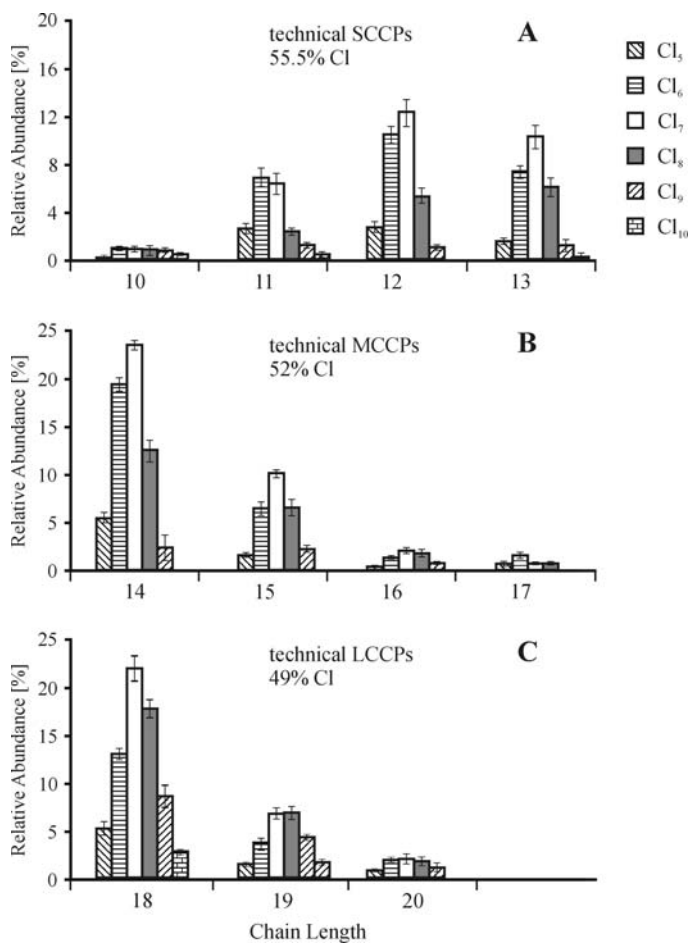 20
16
12
8
4
0
Relative Abundance [%]
technical SCCPs
55.5% Cl
A
10 11 12 13
Cl₅
Cl₆
Cl₇
Cl₈
Cl₉
Cl₁₀
25
20
15
10
5
0
Relative Abundance [%]
technical MCCPs
52% Cl
B
14 15 16 17
25
20
15
10
5
0
Relative Abundance [%]
technical LCCPs
49% Cl
C
18 19 20
Chain Length